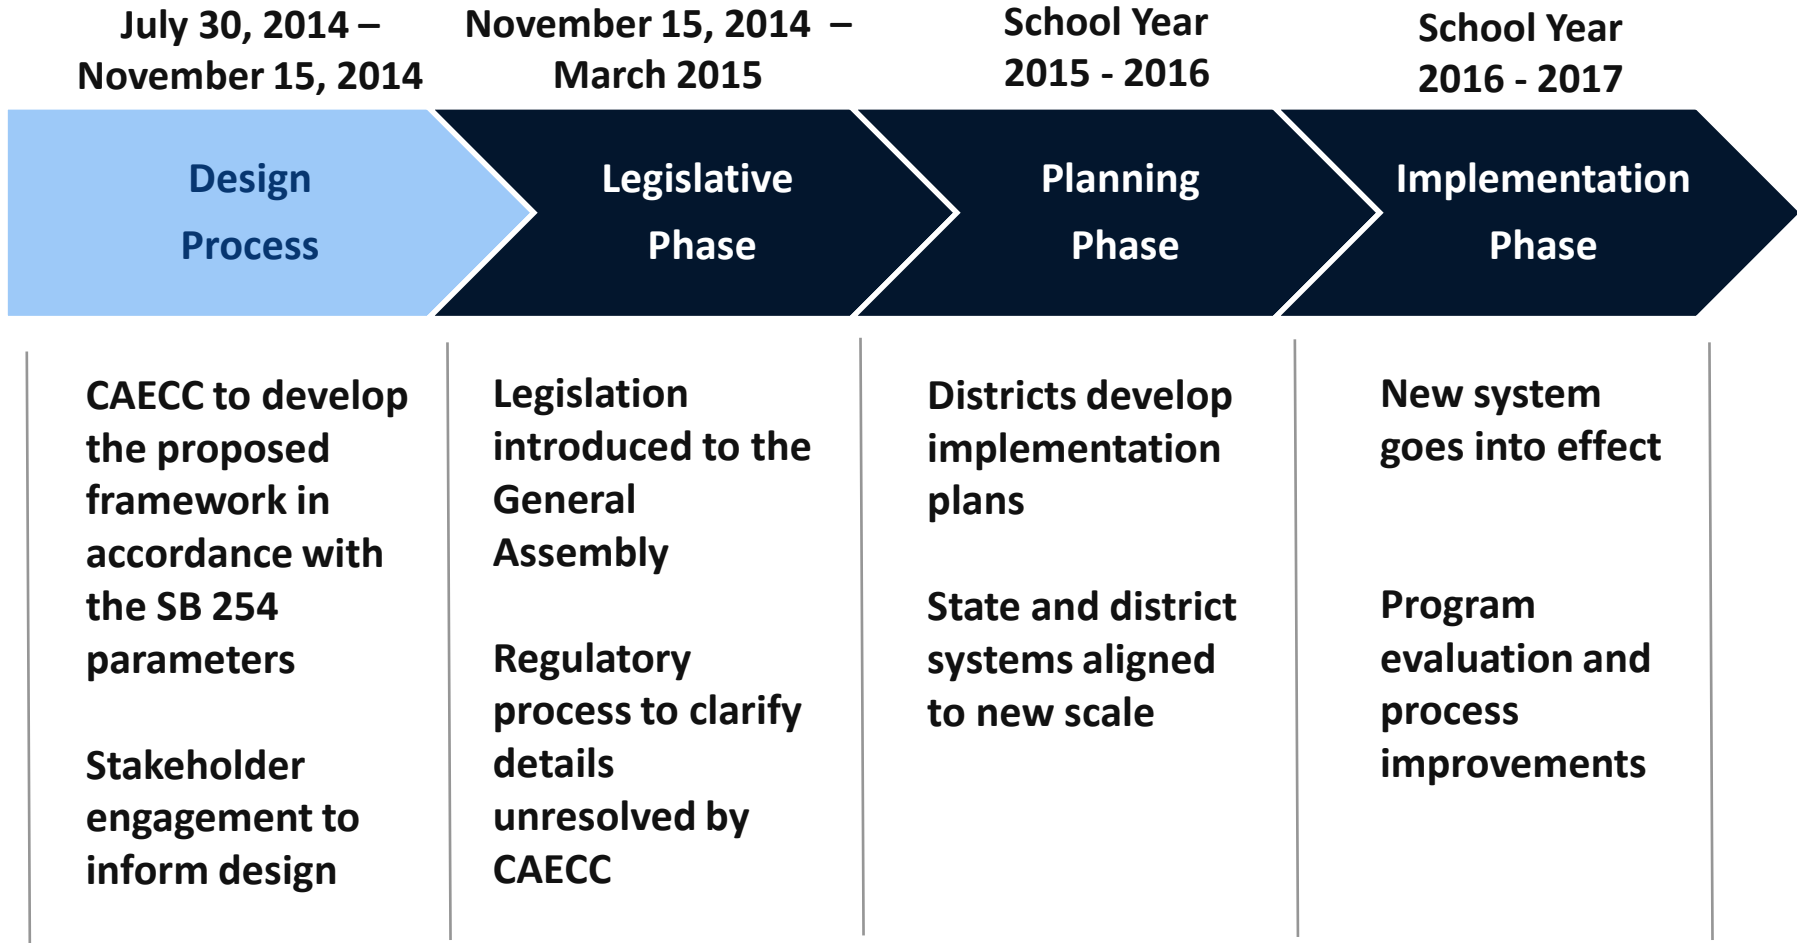 July 30, 2014 –
November 15, 2014
November 15, 2014 –
March 2015
School Year
2015 - 2016
School Year
2016 - 2017
Design
Process
Legislative
Phase
Planning
Phase
Implementation
Phase
CAECC to develop
the proposed
framework in
accordance with
the SB 254
parameters
Stakeholder
engagement to
inform design
Legislation
introduced to the
General
Assembly
Regulatory
process to clarify
details
unresolved by
CAECC
Districts develop
implementation
plans
State and district
systems aligned
to new scale
New system
goes into effect
Program
evaluation and
process
improvements